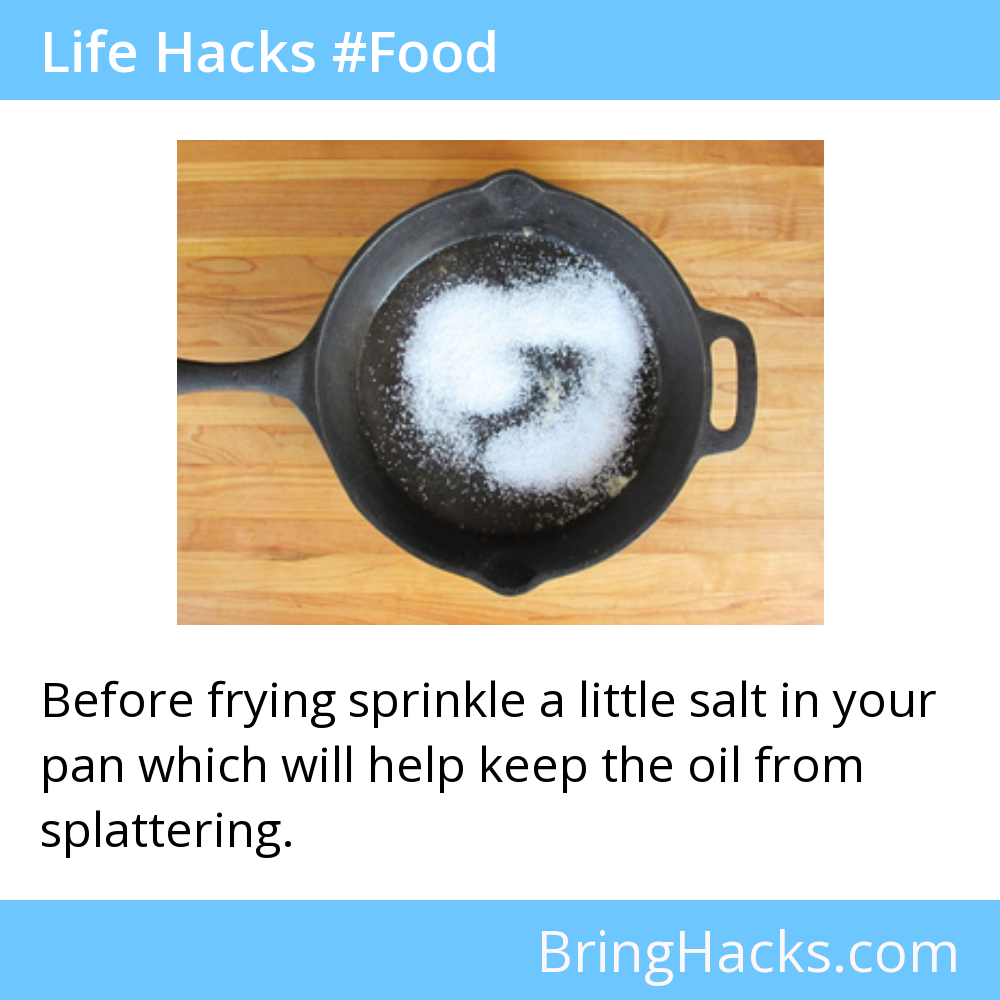 Life Hacks #Food
Before frying sprinkle a little salt in your
pan which will help keep the oil from
splattering.
BringHacks.com